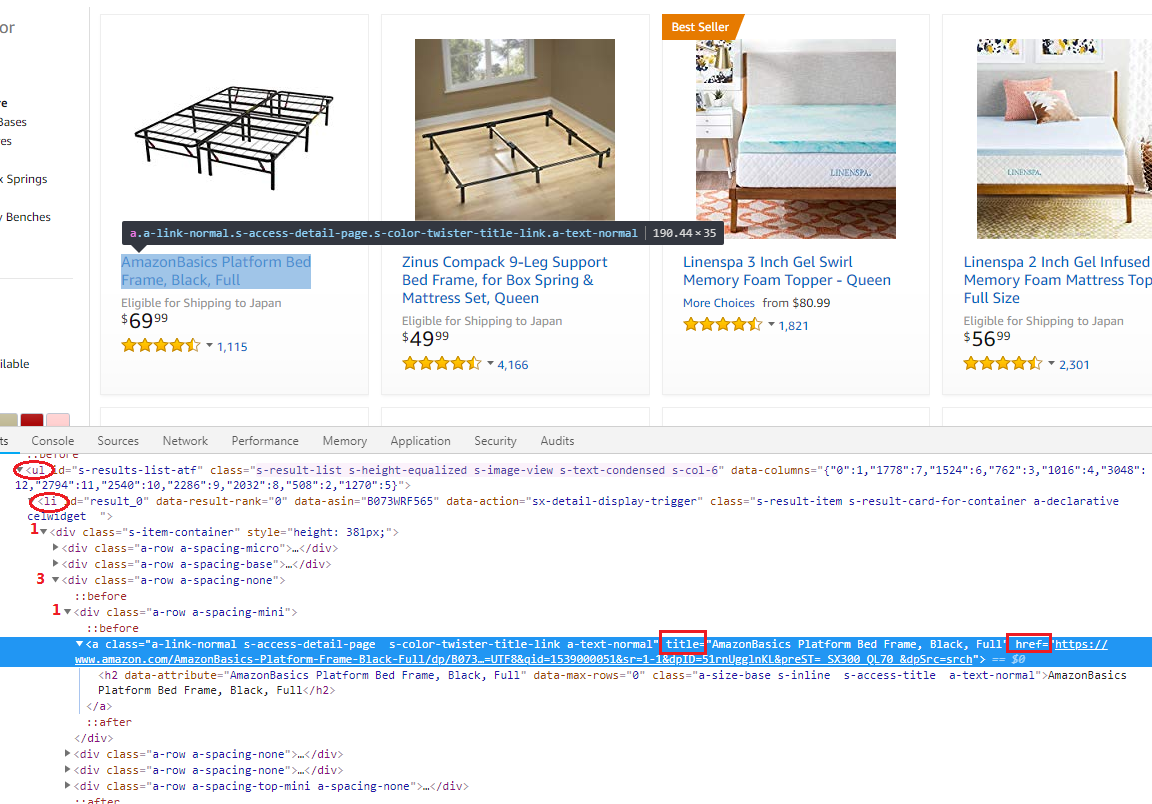 or
Best Seller
LINENSPA.
LINENSPA.
re
Bases
res
x Springs
y Benches
ilable
a.a-link-normal.s-access-detail-page.s-color-twister-title-link.a-text-normal | 190.44 × 35
AmazonBasics Platform Bed
Frame, Black, Full
Eligible for Shipping to Japan
$69.99
1,115
Zinus Compack 9-Leg Support
Bed Frame, for Box Spring &
Mattress Set, Queen
Eligible for Shipping to Japan
$49.99
4,166
Linenspa 3 Inch Gel Swirl
Memory Foam Topper - Queen
More Choices from $80.99
1,821
Linenspa 2 Inch Gel Infused
Memory Foam Mattress Top
Full Size
Eligible for Shipping to Japan
$56.99
2,301
ts Console Sources Network Performance Memory Application Security Audits
::before
▼<ul id="s-results-list-atf" class="s-result-list s-height-equalized s-image-view s-text-condensed s-col-6" data-columns="{"0":1,"1778":7,"1524":6,"762":3,"1016":4,"3048":
12,"2794":11,"2540":10,"2286":9,"2032":8,"508":2,"1270":5}">
▼<li id="result_0" data-result-rank="0" data-asin="B073WRF565" data-action="sx-detail-display-trigger" class="s-result-item s-result-card-for-container a-declarative
celwidget  ">
1 ▼<div class="s-item-container" style="height: 381px;">
▶<div class="a-row a-spacing-micro">…</div>
▶<div class="a-row a-spacing-base">…</div>
3 ▼<div class="a-row a-spacing-none">
::before
1 ▼<div class="a-row a-spacing-mini">
::before
▼<a class="a-link-normal s-access-detail-page  s-color-twister-title-link a-text-normal" title="AmazonBasics Platform Bed Frame, Black, Full" href="https://
www.amazon.com/AmazonBasics-Platform-Frame-Black-Full/dp/B073…=UTF8&qid=1539000051&sr=1-1&dpID=51rnUgglnKL&preST=_SX300_QL70_&dpSrc=srch"> == $0
<h2 data-attribute="AmazonBasics Platform Bed Frame, Black, Full" data-max-rows="0" class="a-size-base s-inline  s-access-title  a-text-normal">AmazonBasics
Platform Bed Frame, Black, Full</h2>
</a>
::after
</div>
▶<div class="a-row a-spacing-none">…</div>
▶<div class="a-row a-spacing-none">…</div>
▶<div class="a-row a-spacing-top-mini a-spacing-none">…</div>
::after